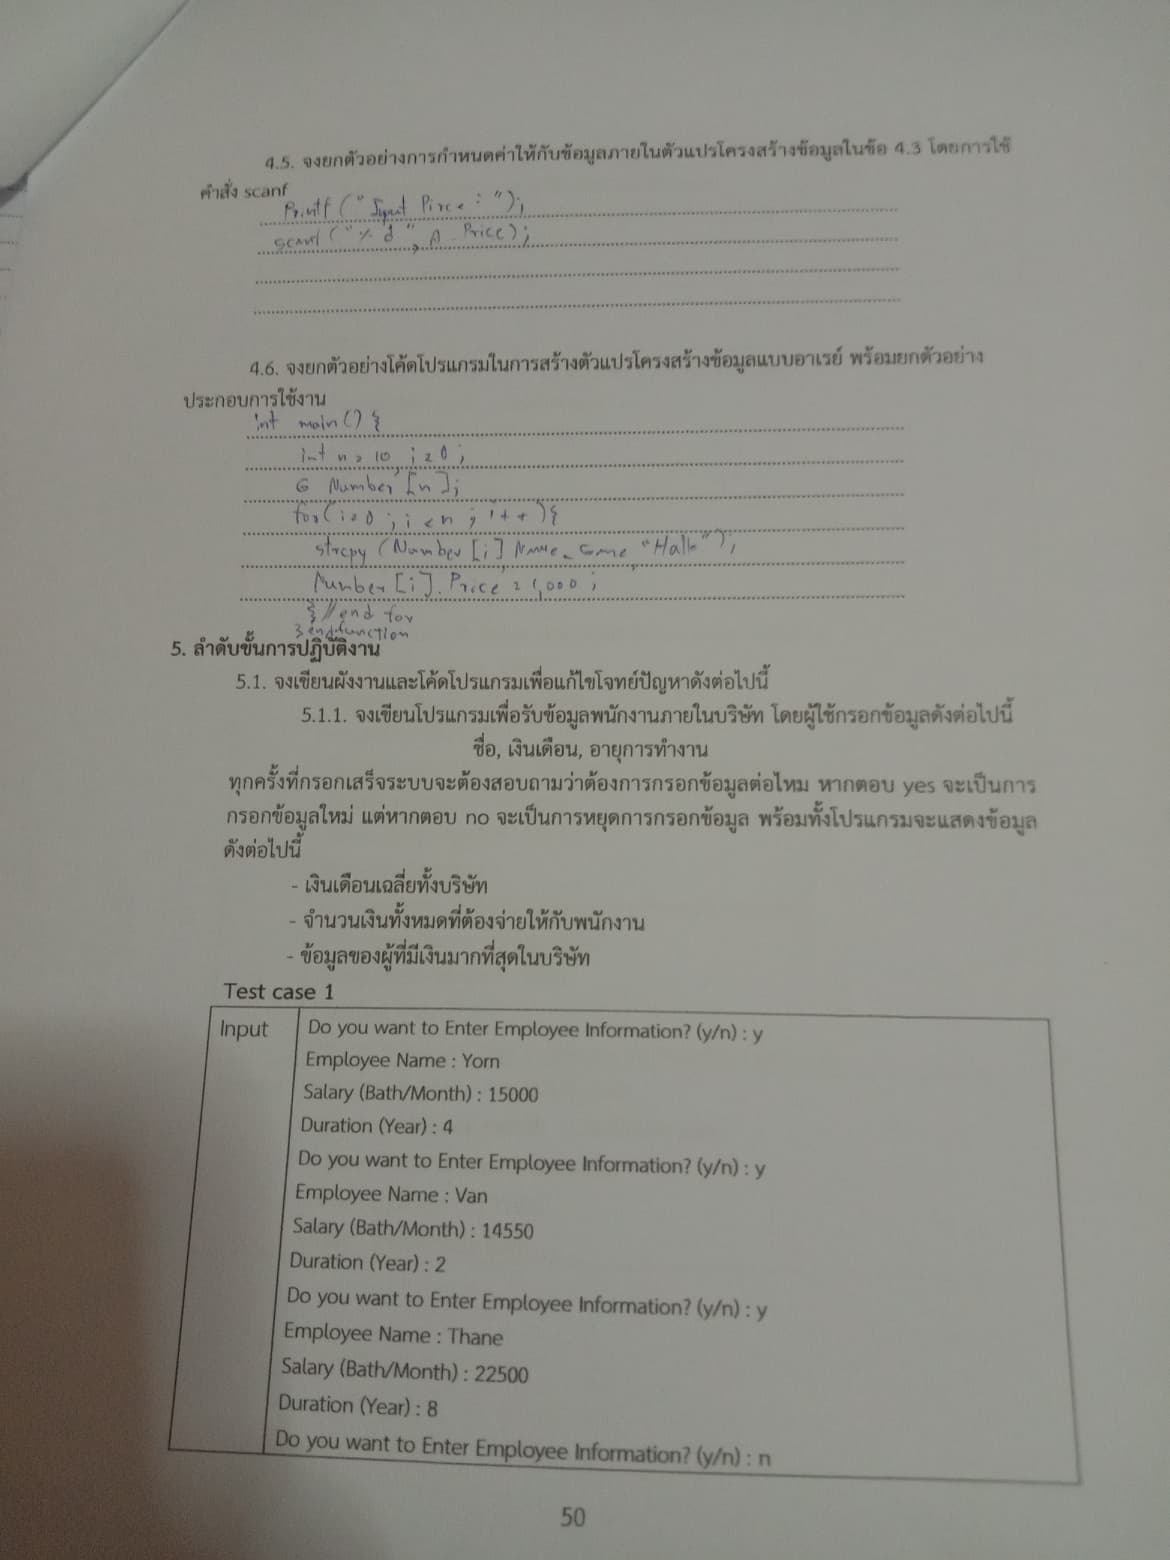 4.5. จงยกตัวอย่างการกำหนดค่าให้กับข้อมูลภายในตัวแปรโครงสร้างข้อมูลในข้อ 4.3 โดยการใช้
คำสั่ง scanf
Printf ("Input Pirce : ");
scanf ("%d", A. Price);
4.6. จงยกตัวอย่างโค้ดโปรแกรมในการสร้างตัวแปรโครงสร้างข้อมูลแบบอาเรย์ พร้อมยกตัวอย่าง
ประกอบการใช้งาน
int main() {
int n = 10, i = 0;
G Number [n];
for(i=0 ; i < n ; i++){
strcpy (Number [i] Name_Game, "Hallo");
Number [i]. Price = 1,000 ;
} // end for
} end function
5. ลำดับขั้นการปฏิบัติงาน
5.1. จงเขียนผังงานและโค้ดโปรแกรมเพื่อแก้ไขโจทย์ปัญหาดังต่อไปนี้
5.1.1. จงเขียนโปรแกรมเพื่อรับข้อมูลพนักงานภายในบริษัท โดยผู้ใช้กรอกข้อมูลดังต่อไปนี้
ชื่อ, เงินเดือน, อายุการทำงาน
ทุกครั้งที่กรอกเสร็จระบบจะต้องสอบถามว่าต้องการกรอกข้อมูลต่อไหม หากตอบ yes จะเป็นการ
กรอกข้อมูลใหม่ แต่หากตอบ no จะเป็นการหยุดการกรอกข้อมูล พร้อมทั้งโปรแกรมจะแสดงข้อมูล
ดังต่อไปนี้
- เงินเดือนเฉลี่ยทั้งบริษัท
- จำนวนเงินทั้งหมดที่ต้องจ่ายให้กับพนักงาน
- ข้อมูลของผู้ที่มีเงินมากที่สุดในบริษัท
Test case 1
Input
Do you want to Enter Employee Information? (y/n) : y
Employee Name : Yorn
Salary (Bath/Month) : 15000
Duration (Year) : 4
Do you want to Enter Employee Information? (y/n) : y
Employee Name : Van
Salary (Bath/Month) : 14550
Duration (Year) : 2
Do you want to Enter Employee Information? (y/n) : y
Employee Name : Thane
Salary (Bath/Month) : 22500
Duration (Year) : 8
Do you want to Enter Employee Information? (y/n) : n
50